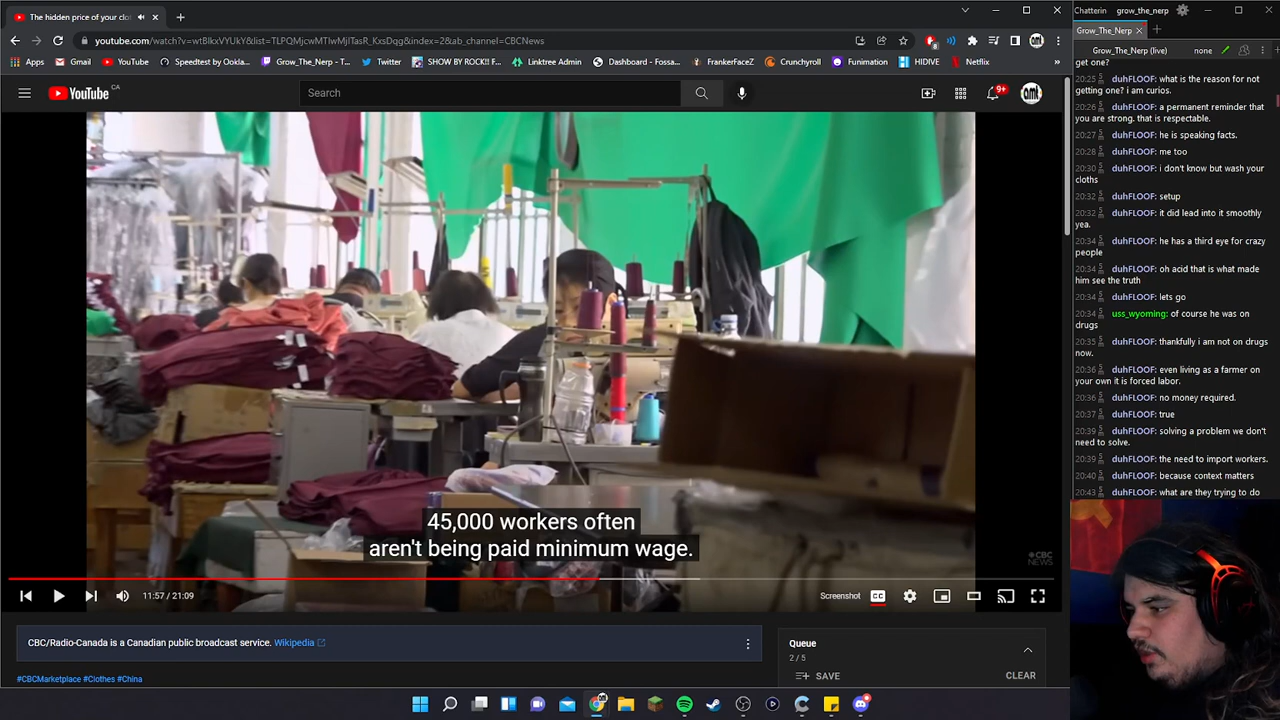 The hidden price of your clo
Chatterin
grow_the_nerp
youtube.com/watch?v=wtBIkxVYUkY&list=TLPQMjcwMTIwMjITasR_KxsDqg&index=2&ab_channel=CBCNews
Grow_The_Nerp
Apps
Gmail
YouTube
Speedtest by Ookla...
Grow_The_Nerp - T...
Twitter
SHOW BY ROCK!! F...
Linktree Admin
Dashboard - Fossa...
FrankerFaceZ
Crunchyroll
Funimation
HIDIVE
Netflix
YouTube CA
Search
9+
Grow_The_Nerp (live)
none
get one?
20:25 duhFLOOF: what is the reason for not
getting one? i am curios.
20:26 duhFLOOF: a permanent reminder that
you are strong. that is respectable.
20:27 duhFLOOF: he is speaking facts.
20:28 duhFLOOF: me too
20:30 duhFLOOF: i don't know but wash your
cloths
20:32 duhFLOOF: setup
20:32 duhFLOOF: it did lead into it smoothly
yea.
20:34 duhFLOOF: he has a third eye for crazy
people
20:34 duhFLOOF: oh acid that is what made
him see the truth
20:34 duhFLOOF: lets go
20:34 uss_wyoming: of course he was on
drugs
20:35 duhFLOOF: thankfully i am not on drugs
now.
20:36 duhFLOOF: even living as a farmer on
your own it is forced labor.
20:36 duhFLOOF: no money required.
20:37 duhFLOOF: true
20:39 duhFLOOF: solving a problem we don't
need to solve.
20:39 duhFLOOF: the need to import workers.
20:40 duhFLOOF: because context matters
20:43 duhFLOOF: what are they trying to do
45,000 workers often
aren't being paid minimum wage.
CBC
NEWS
11:57 / 21:09
Screenshot
CC
CBC/Radio-Canada is a Canadian public broadcast service. Wikipedia
Queue
2 / 5
SAVE
CLEAR
#CBCMarketplace #Clothes #China